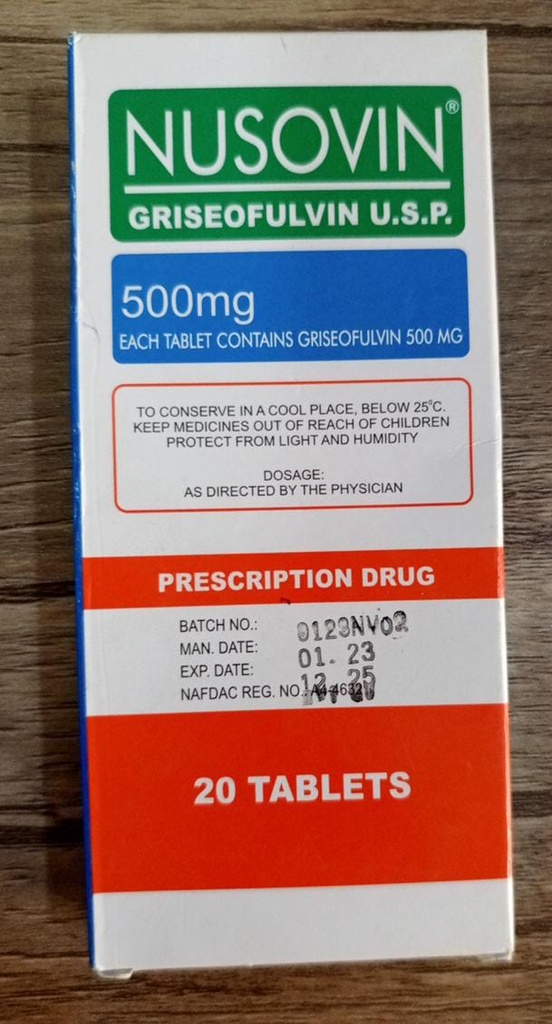 NUSOVIN®
GRISEOFULVIN U.S.P.
500mg
EACH TABLET CONTAINS GRISEOFULVIN 500 MG
TO CONSERVE IN A COOL PLACE, BELOW 25°C.
KEEP MEDICINES OUT OF REACH OF CHILDREN
PROTECT FROM LIGHT AND HUMIDITY
DOSAGE:
AS DIRECTED BY THE PHYSICIAN
PRESCRIPTION DRUG
BATCH NO.: 0123NV02
MAN. DATE: 01. 23
EXP. DATE: 12. 25
NAFDAC REG. NO.: A4-4632
20 TABLETS